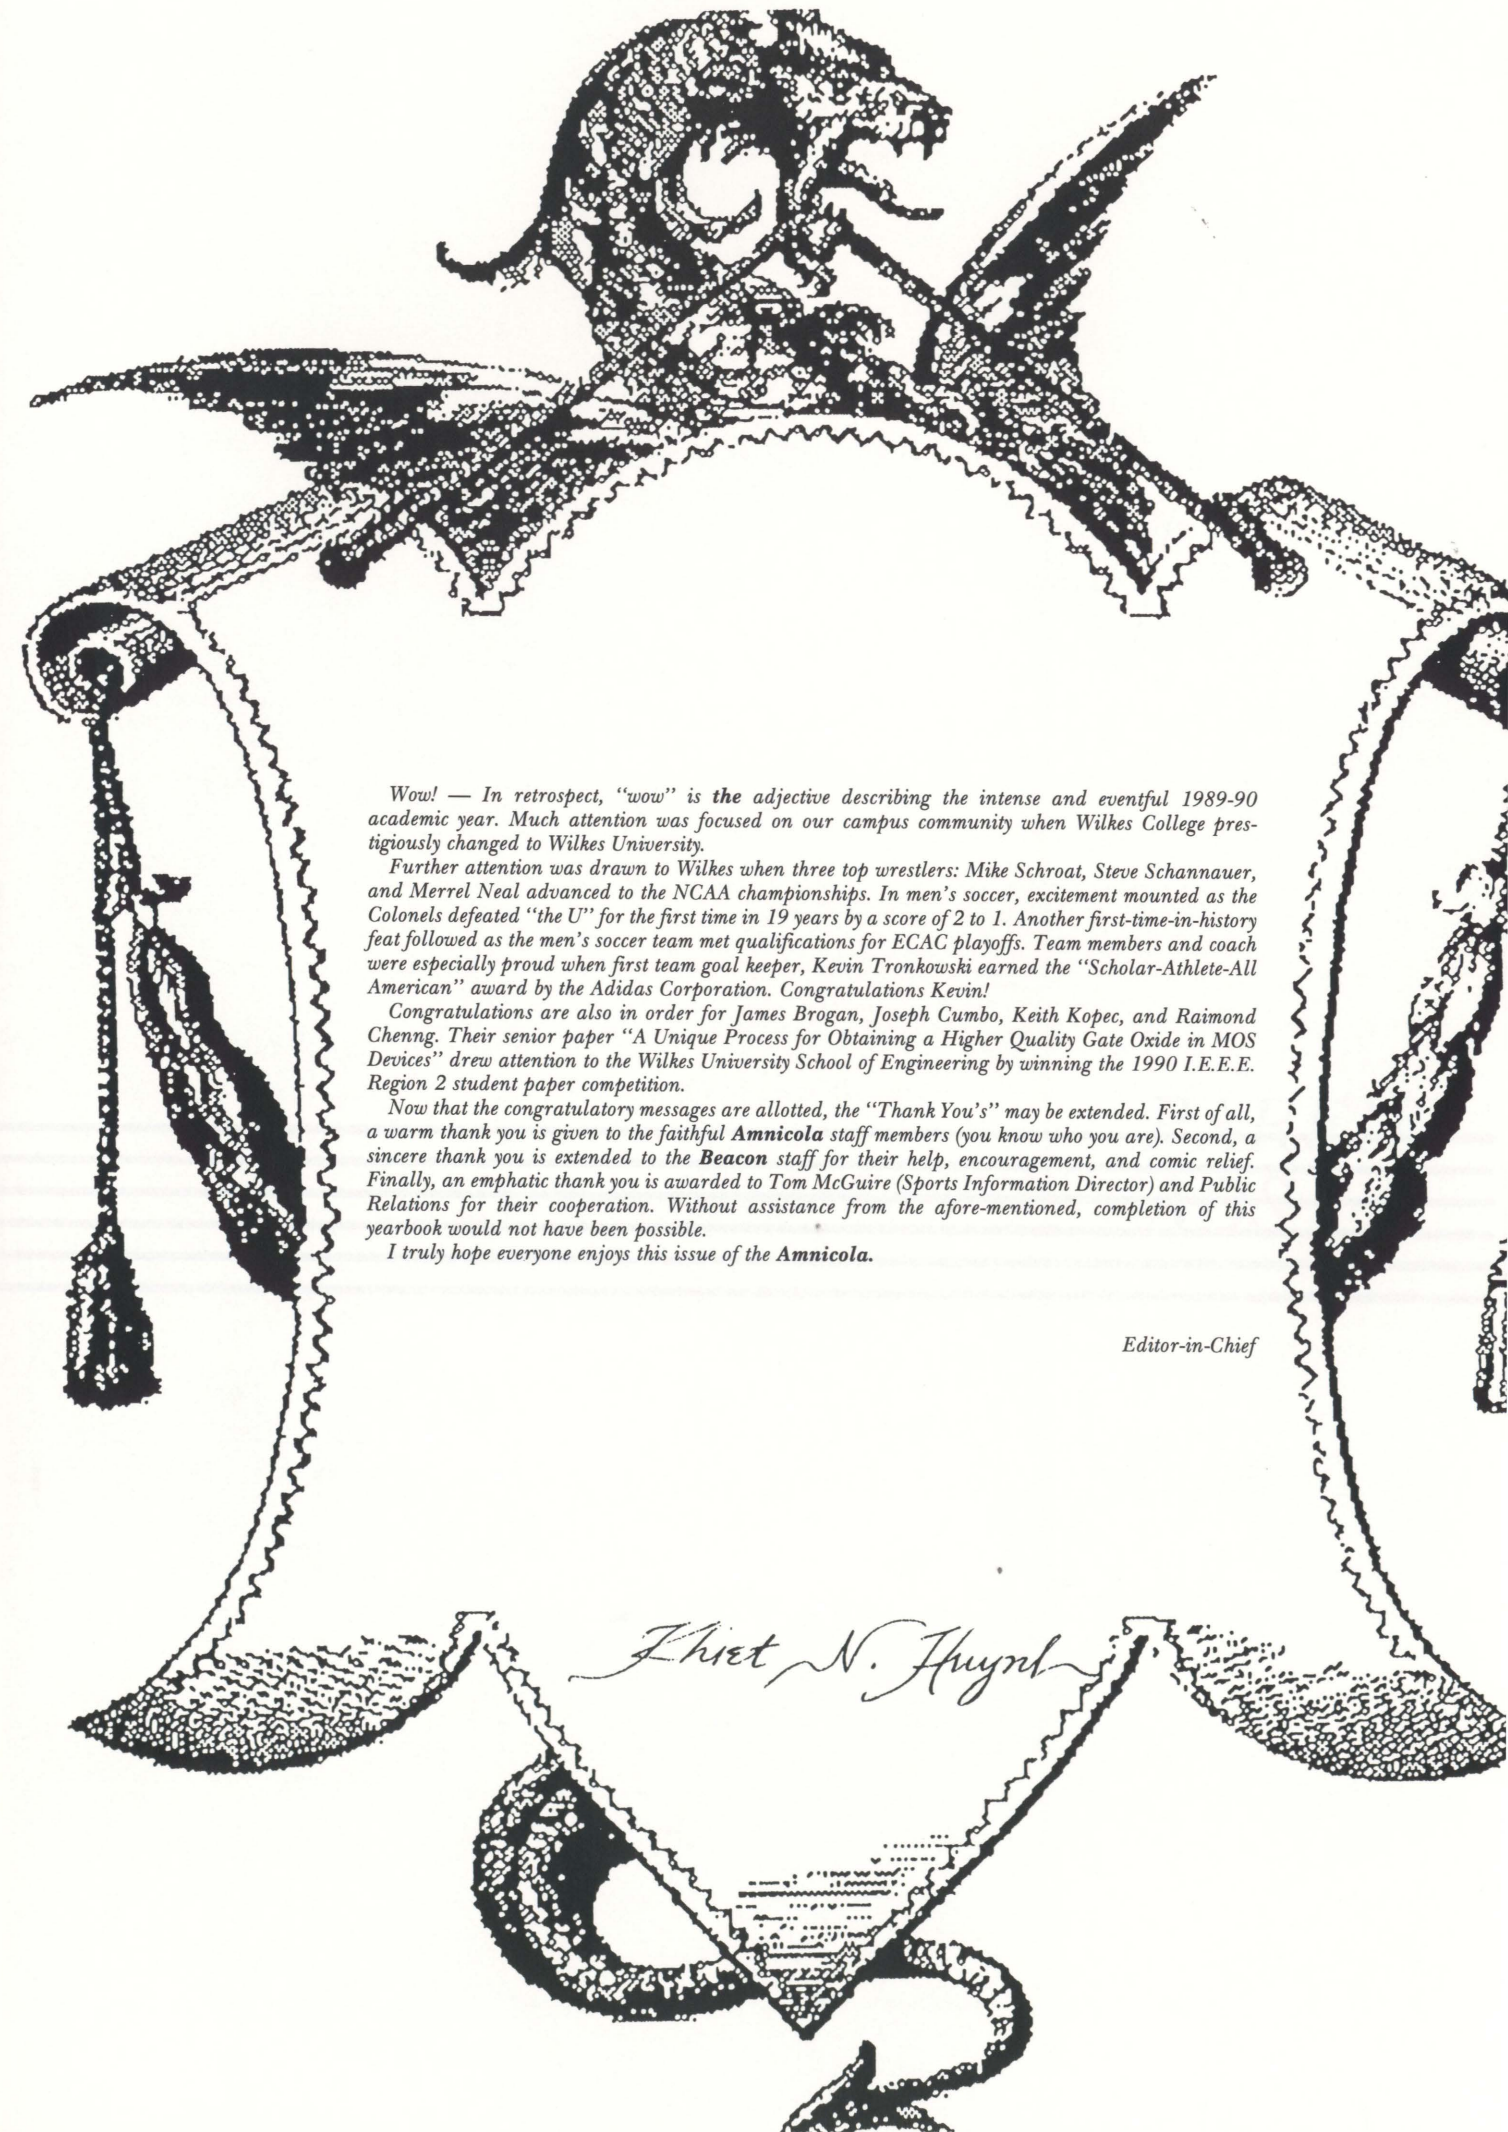 Wow! — In retrospect, “wow” is the adjective describing the intense and eventful 1989-90
academic year. Much attention was focused on our campus community when Wilkes College pres-
tigiously changed to Wilkes University.
Further attention was drawn to Wilkes when three top wrestlers: Mike Schroat, Steve Schannauer,
and Merrel Neal advanced to the NCAA championships. In men’s soccer, excitement mounted as the
Colonels defeated “the U” for the first time in 19 years by a score of 2 to 1. Another first-time-in-history
feat followed as the men’s soccer team met qualifications for ECAC playoffs. Team members and coach
were especially proud when first team goal keeper, Kevin Tronkowski earned the “Scholar-Athlete-All
American” award by the Adidas Corporation. Congratulations Kevin!
Congratulations are also in order for James Brogan, Joseph Cumbo, Keith Kopec, and Raimond
Chenng. Their senior paper “A Unique Process for Obtaining a Higher Quality Gate Oxide in MOS
Devices” drew attention to the Wilkes University School of Engineering by winning the 1990 I.E.E.E.
Region 2 student paper competition.
Now that the congratulatory messages are allotted, the “Thank You’s” may be extended. First of all,
a warm thank you is given to the faithful Amnicola staff members (you know who you are). Second, a
sincere thank you is extended to the Beacon staff for their help, encouragement, and comic relief.
Finally, an emphatic thank you is awarded to Tom McGuire (Sports Information Director) and Public
Relations for their cooperation. Without assistance from the afore-mentioned, completion of this
yearbook would not have been possible.
I truly hope everyone enjoys this issue of the Amnicola.
Editor-in-Chief
Khiet N. Huynh